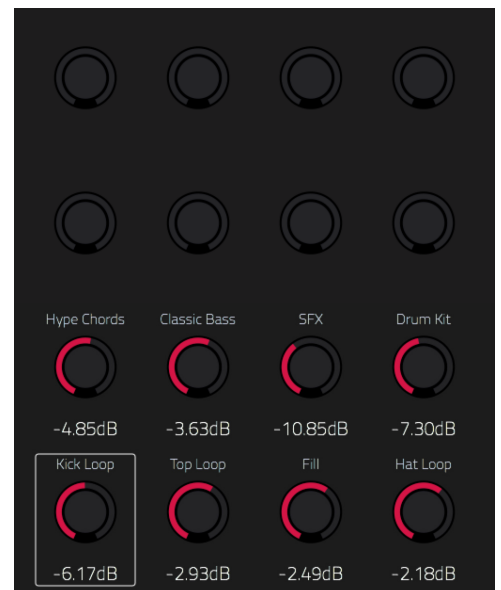 Hype Chords Classic Bass SFX Drum Kit
-4.85dB -3.63dB -10.85dB -7.30dB
Kick Loop Top Loop Fill Hat Loop
-6.17dB -2.93dB -2.49dB -2.18dB